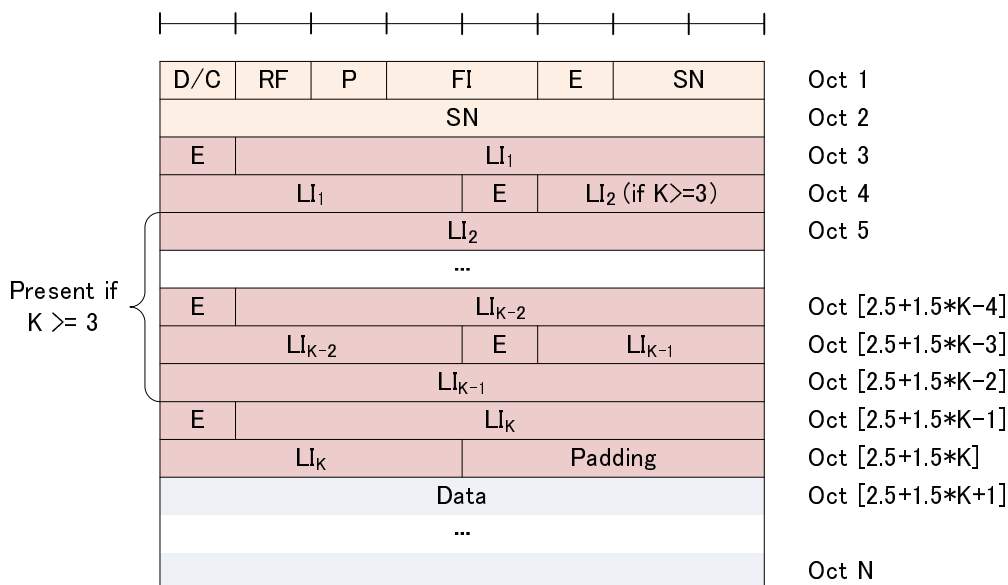 D/C RF P FI E SN Oct 1
SN Oct 2
E LI₁ Oct 3
LI₁ E LI₂ (if K>=3) Oct 4
LI₂ Oct 5
...
Present if
K >= 3
E LIK-2 Oct [2.5+1.5*K-4]
LIK-2 E LIK-1 Oct [2.5+1.5*K-3]
LIK-1 Oct [2.5+1.5*K-2]
E LIK Oct [2.5+1.5*K-1]
LIK Padding Oct [2.5+1.5*K]
Data Oct [2.5+1.5*K+1]
...
Oct N